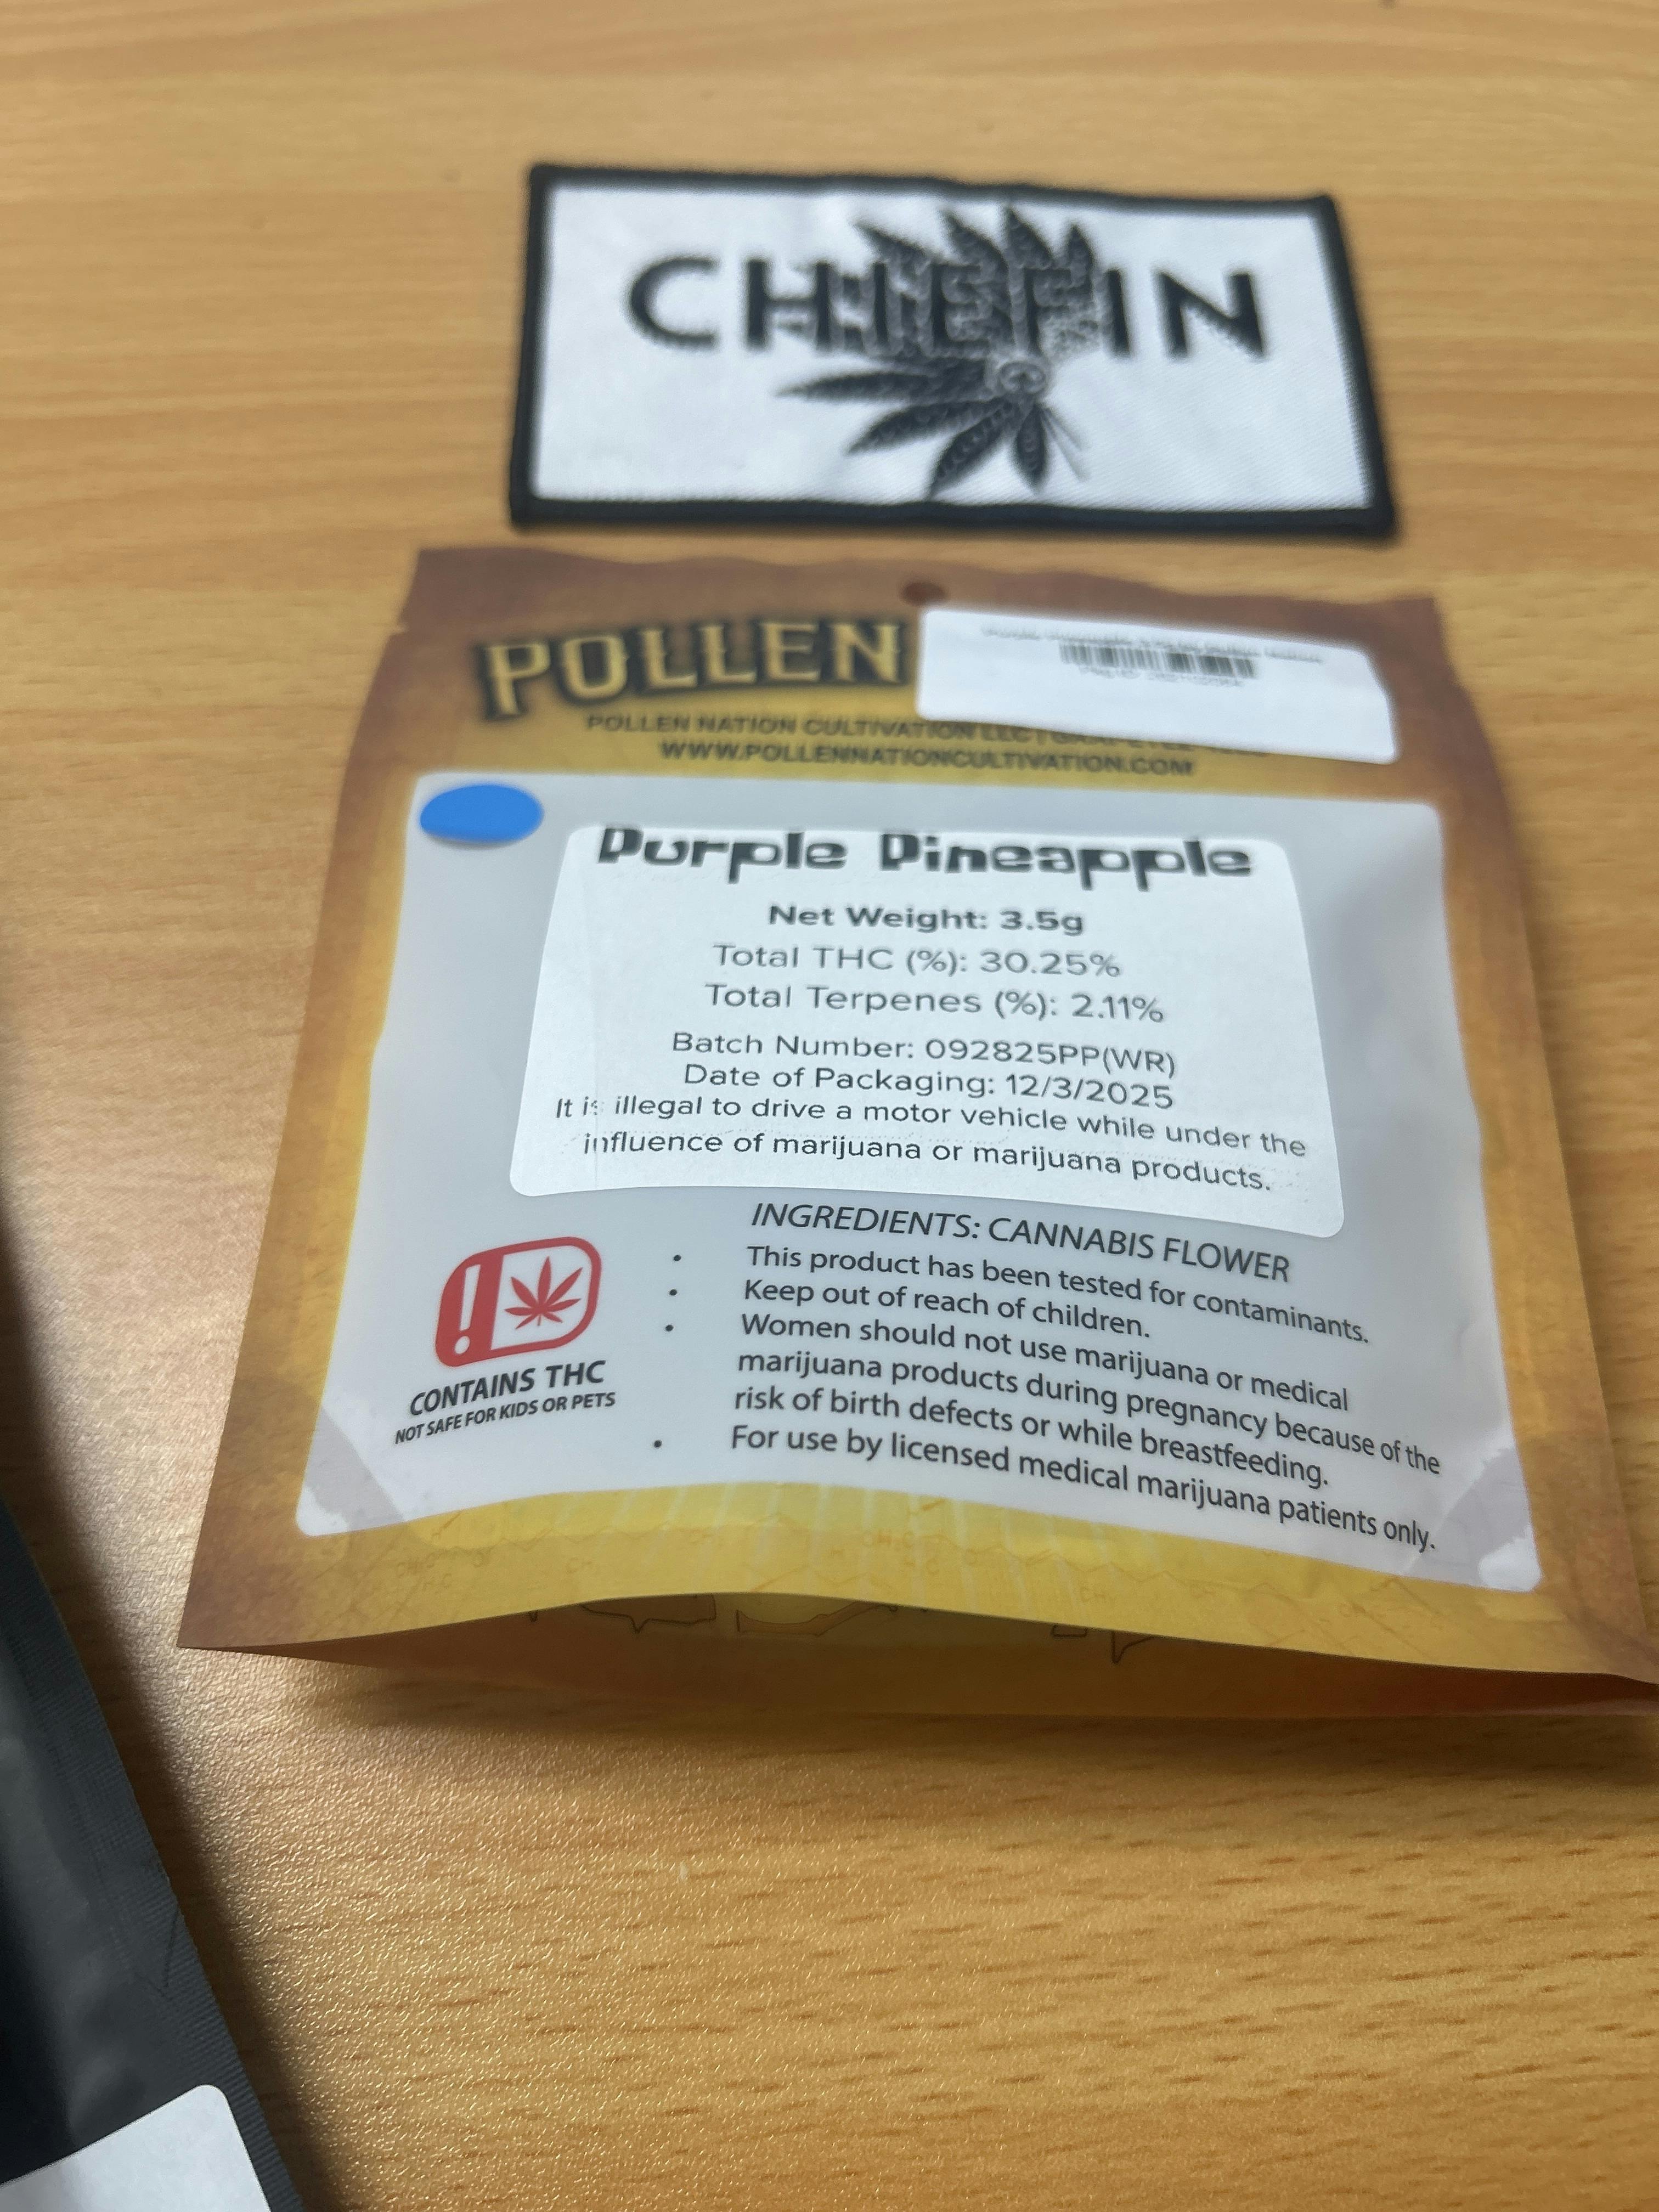 CHIEFIN
C
POLLEN
POLLEN NATION CULTIVATION LLC
WWW.POLLENNATIONCULTIVATION.COM
Purple Pineapple
Net Weight: 3.5g
Total THC (%): 30.25%
Total Terpenes (%): 2.11%
Batch Number: 092825PP(WR)
Date of Packaging: 12/3/2025
It is illegal to drive a motor vehicle while under the
influence of marijuana or marijuana products.
INGREDIENTS: CANNABIS FLOWER
• This product has been tested for contaminants.
• Keep out of reach of children.
• Women should not use marijuana or medical
marijuana products during pregnancy because of the
risk of birth defects or while breastfeeding.
• For use by licensed medical marijuana patients only.
!
CONTAINS THC
NOT SAFE FOR KIDS OR PETS